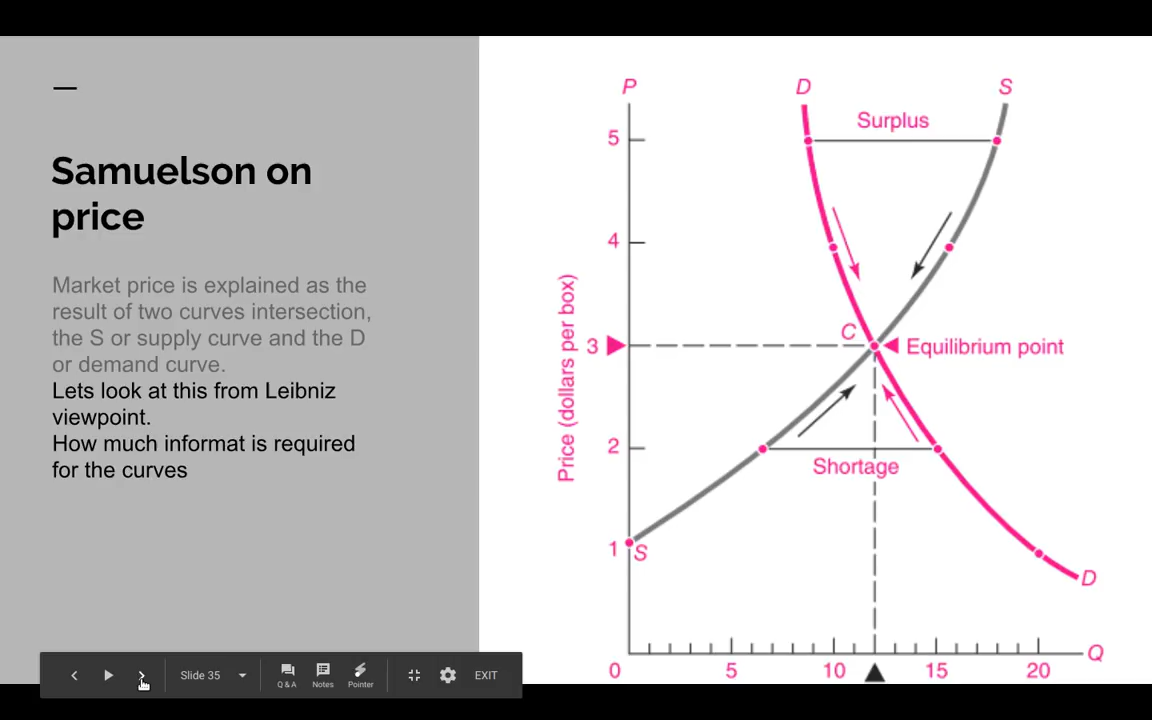 Samuelson on
price
Market price is explained as the
result of two curves intersection,
the S or supply curve and the D
or demand curve.
Lets look at this from Leibniz
viewpoint.
How much informat is required
for the curves
P
D
S
Surplus
5
4
C
3
Equilibrium point
Price (dollars per box)
2
Shortage
1
S
D
Q
0
5
10
15
20
Slide 35
Q & A
Notes
Pointer
EXIT